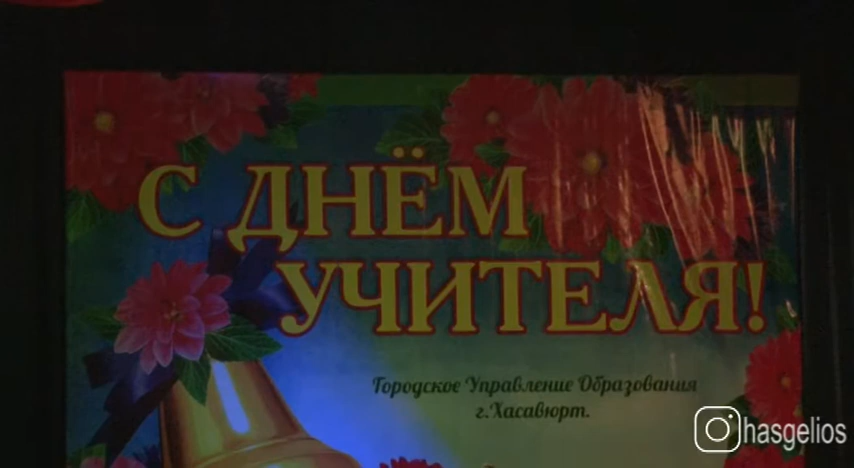 С ДНЁМ
УЧИТЕЛЯ!
Городское Управление Образования
г.Хасавюрт.
hasgelios